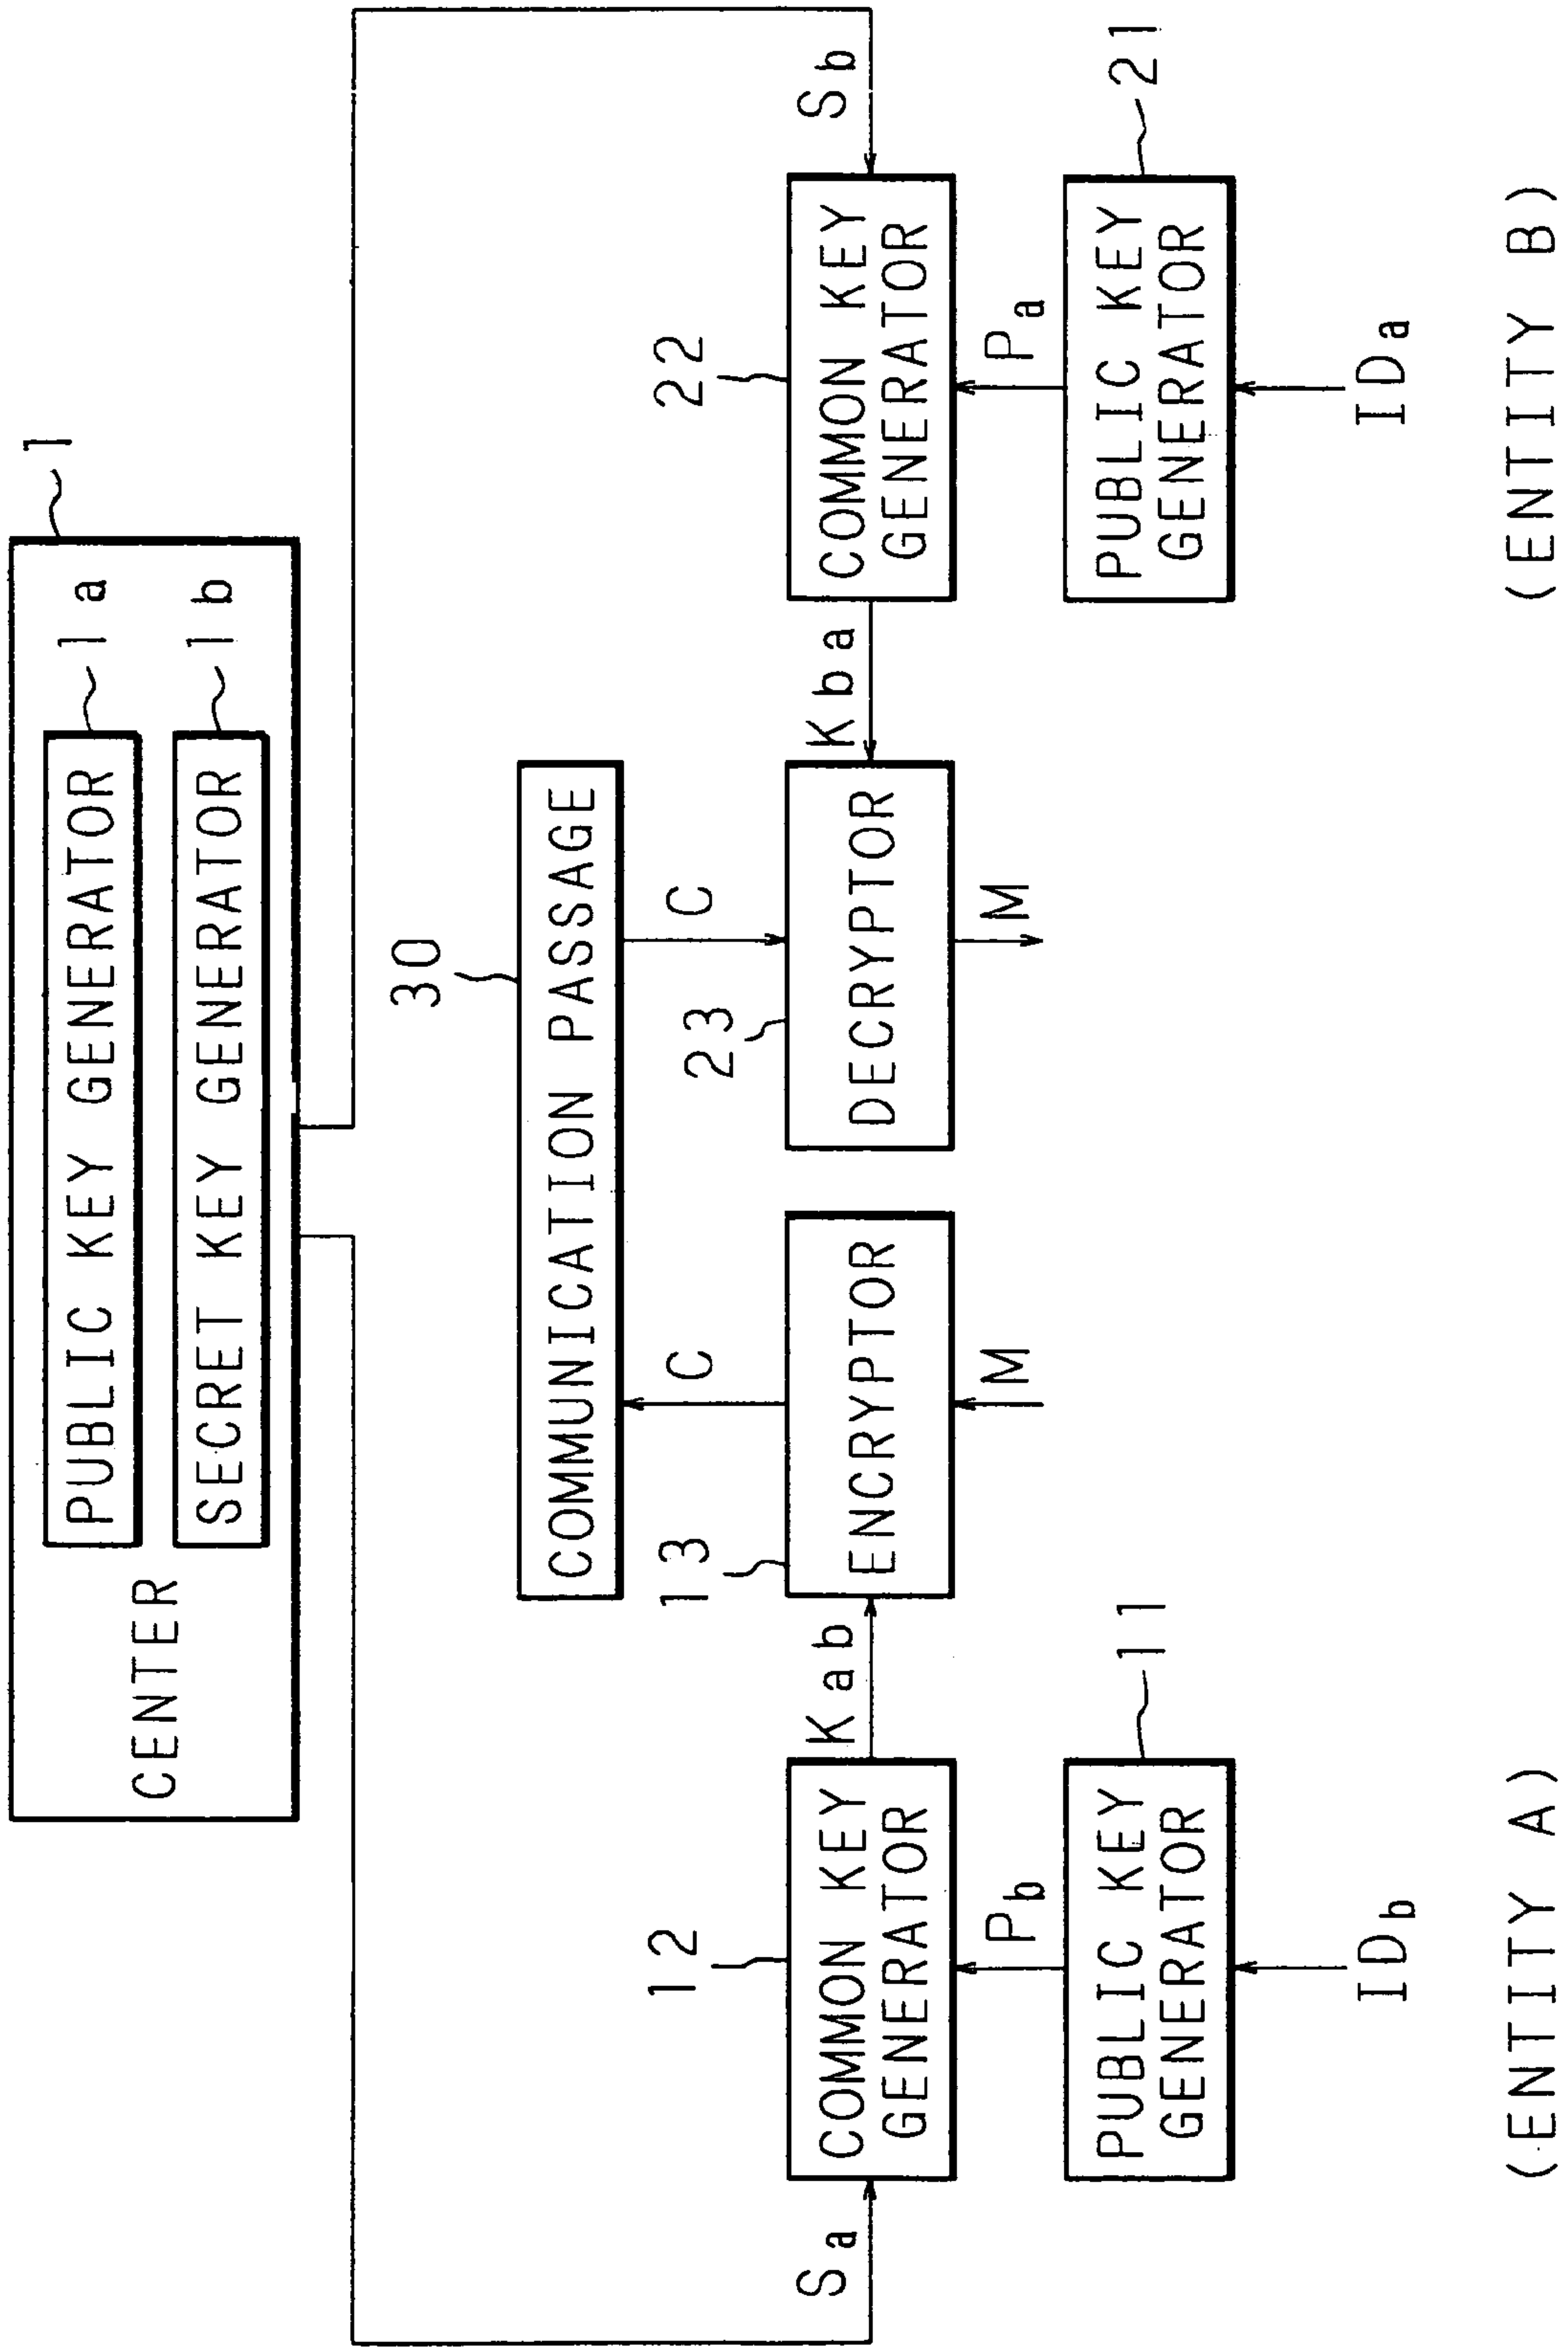 1
PUBLIC KEY GENERATOR
1a
CENTER
SECRET KEY GENERATOR
1b
30
COMMUNICATION PASSAGE
C
C
12
13
23
22
Sa
COMMON KEY
GENERATOR
Kab
ENCRYPTOR
DECRYPTOR
Kba
COMMON KEY
GENERATOR
Sb
Pb
M
M
Pa
11
PUBLIC KEY
GENERATOR
PUBLIC KEY
GENERATOR
21
IDb
IDa
(ENTITY A)
(ENTITY B)